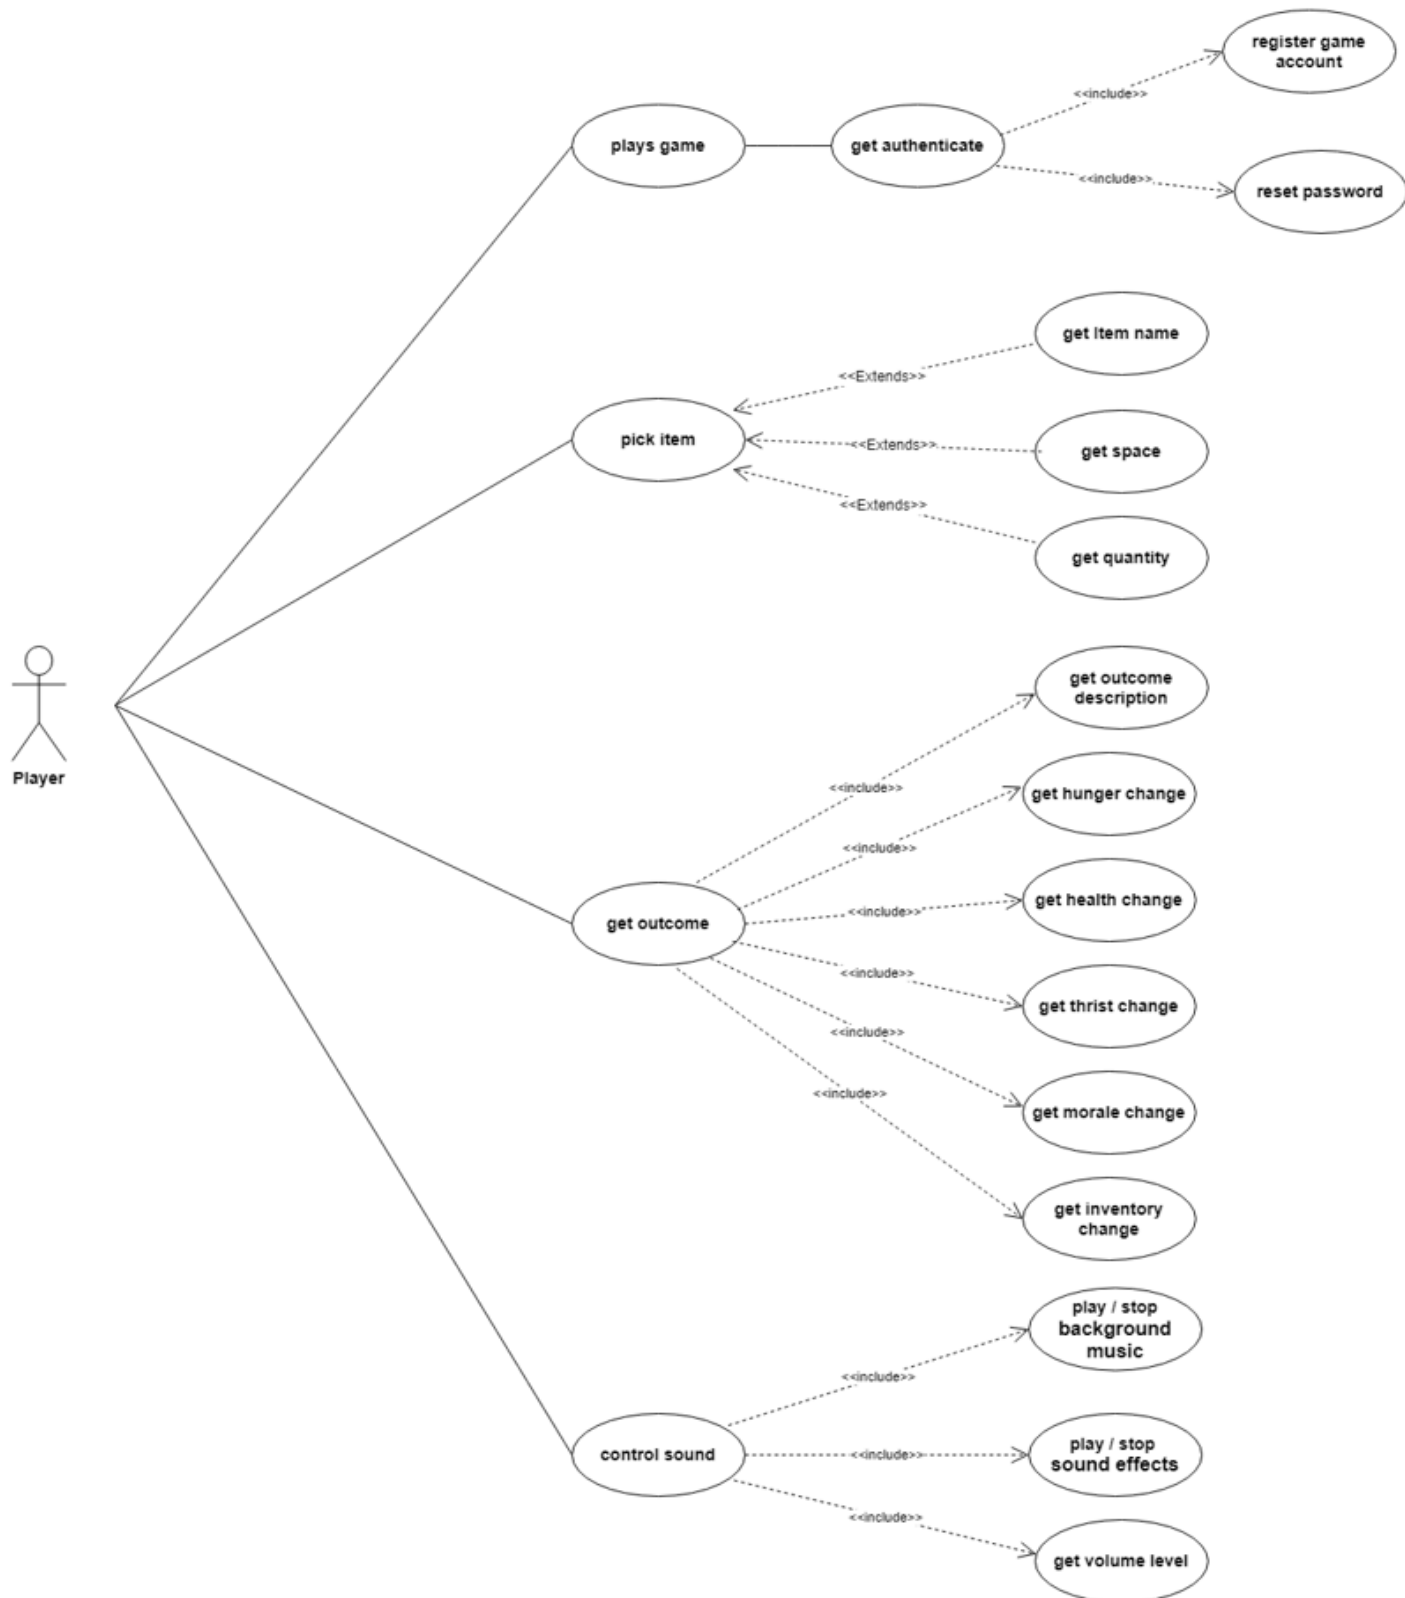 register game
account
<<include>>
plays game
get authenticate
<<include>>
reset password
get Item name
<<Extends>>
pick item
<<Extends>>
get space
<<Extends>>
get quantity
Player
get outcome
description
<<include>>
get hunger change
<<include>>
get health change
<<include>>
get outcome
<<include>>
get thrist change
<<include>>
get morale change
<<include>>
get inventory
change
play / stop
background
music
<<include>>
control sound
<<include>>
play / stop
sound effects
<<include>>
get volume level